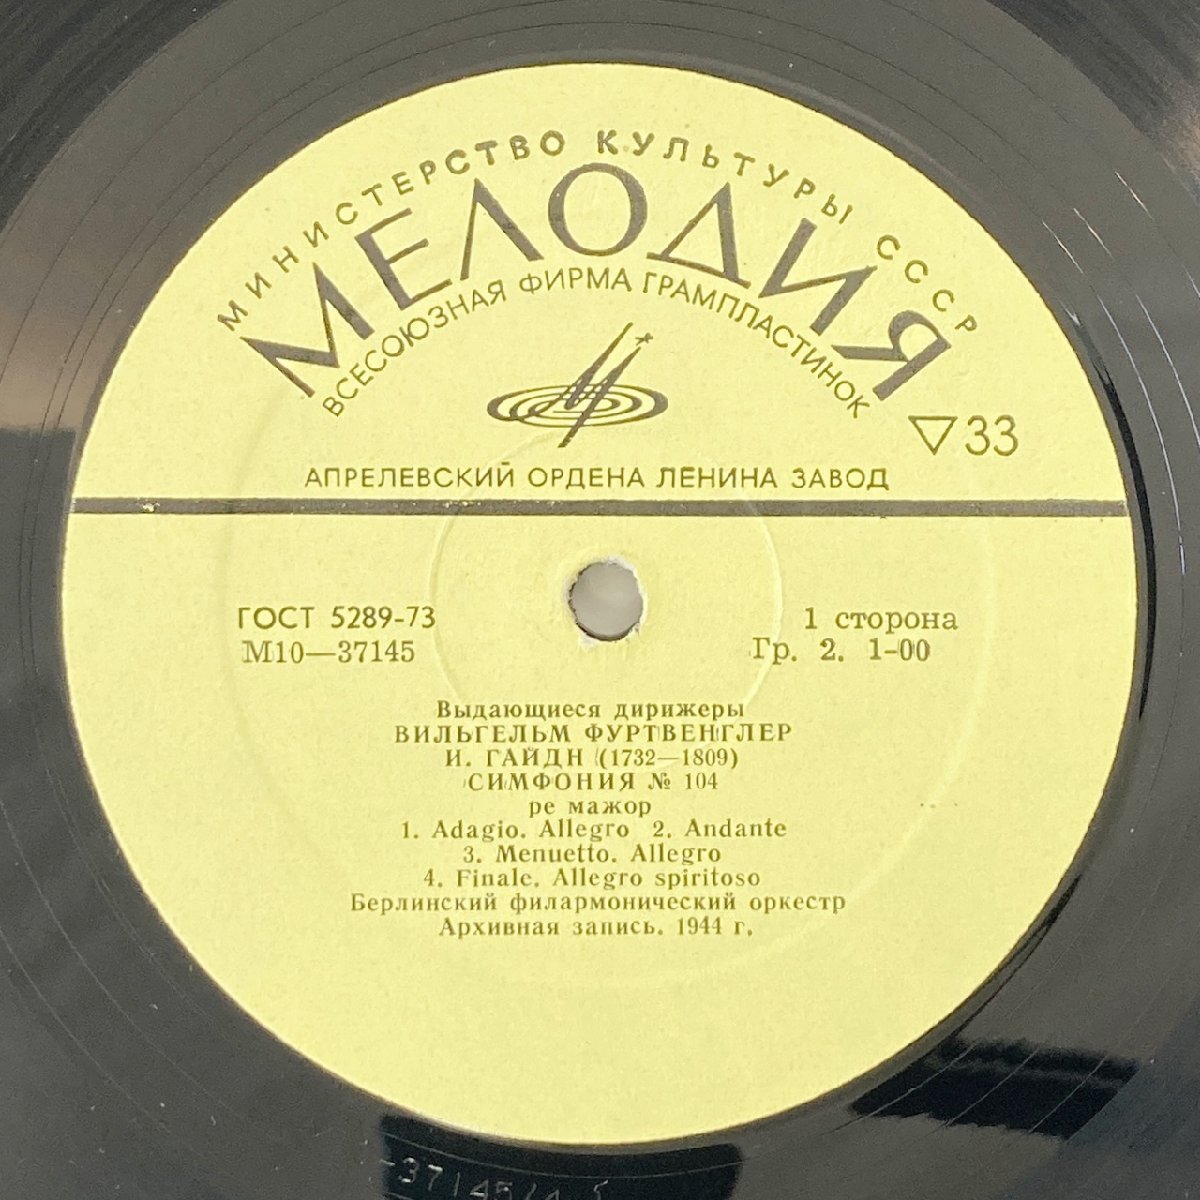 МИНИСТЕРСТВО КУЛЬТУРЫ СССР
МЕЛОДИЯ
ВСЕСОЮЗНАЯ ФИРМА ГРАМПЛАСТИНОК
33
АПРЕЛЕВСКИЙ ОРДЕНА ЛЕНИНА ЗАВОД
ГОСТ 5289-73
М10—37145
1 сторона
Гр. 2. 1-00
Выдающиеся дирижеры
ВИЛЬГЕЛЬМ ФУРТВЕНГЛЕР
И. ГАЙДН (1732—1809)
СИМФОНИЯ № 104
ре мажор
1. Adagio. Allegro 2. Andante
3. Menuetto. Allegro
4. Finale. Allegro spiritoso
Берлинский филармонический оркестр
Архивная запись. 1944 г.